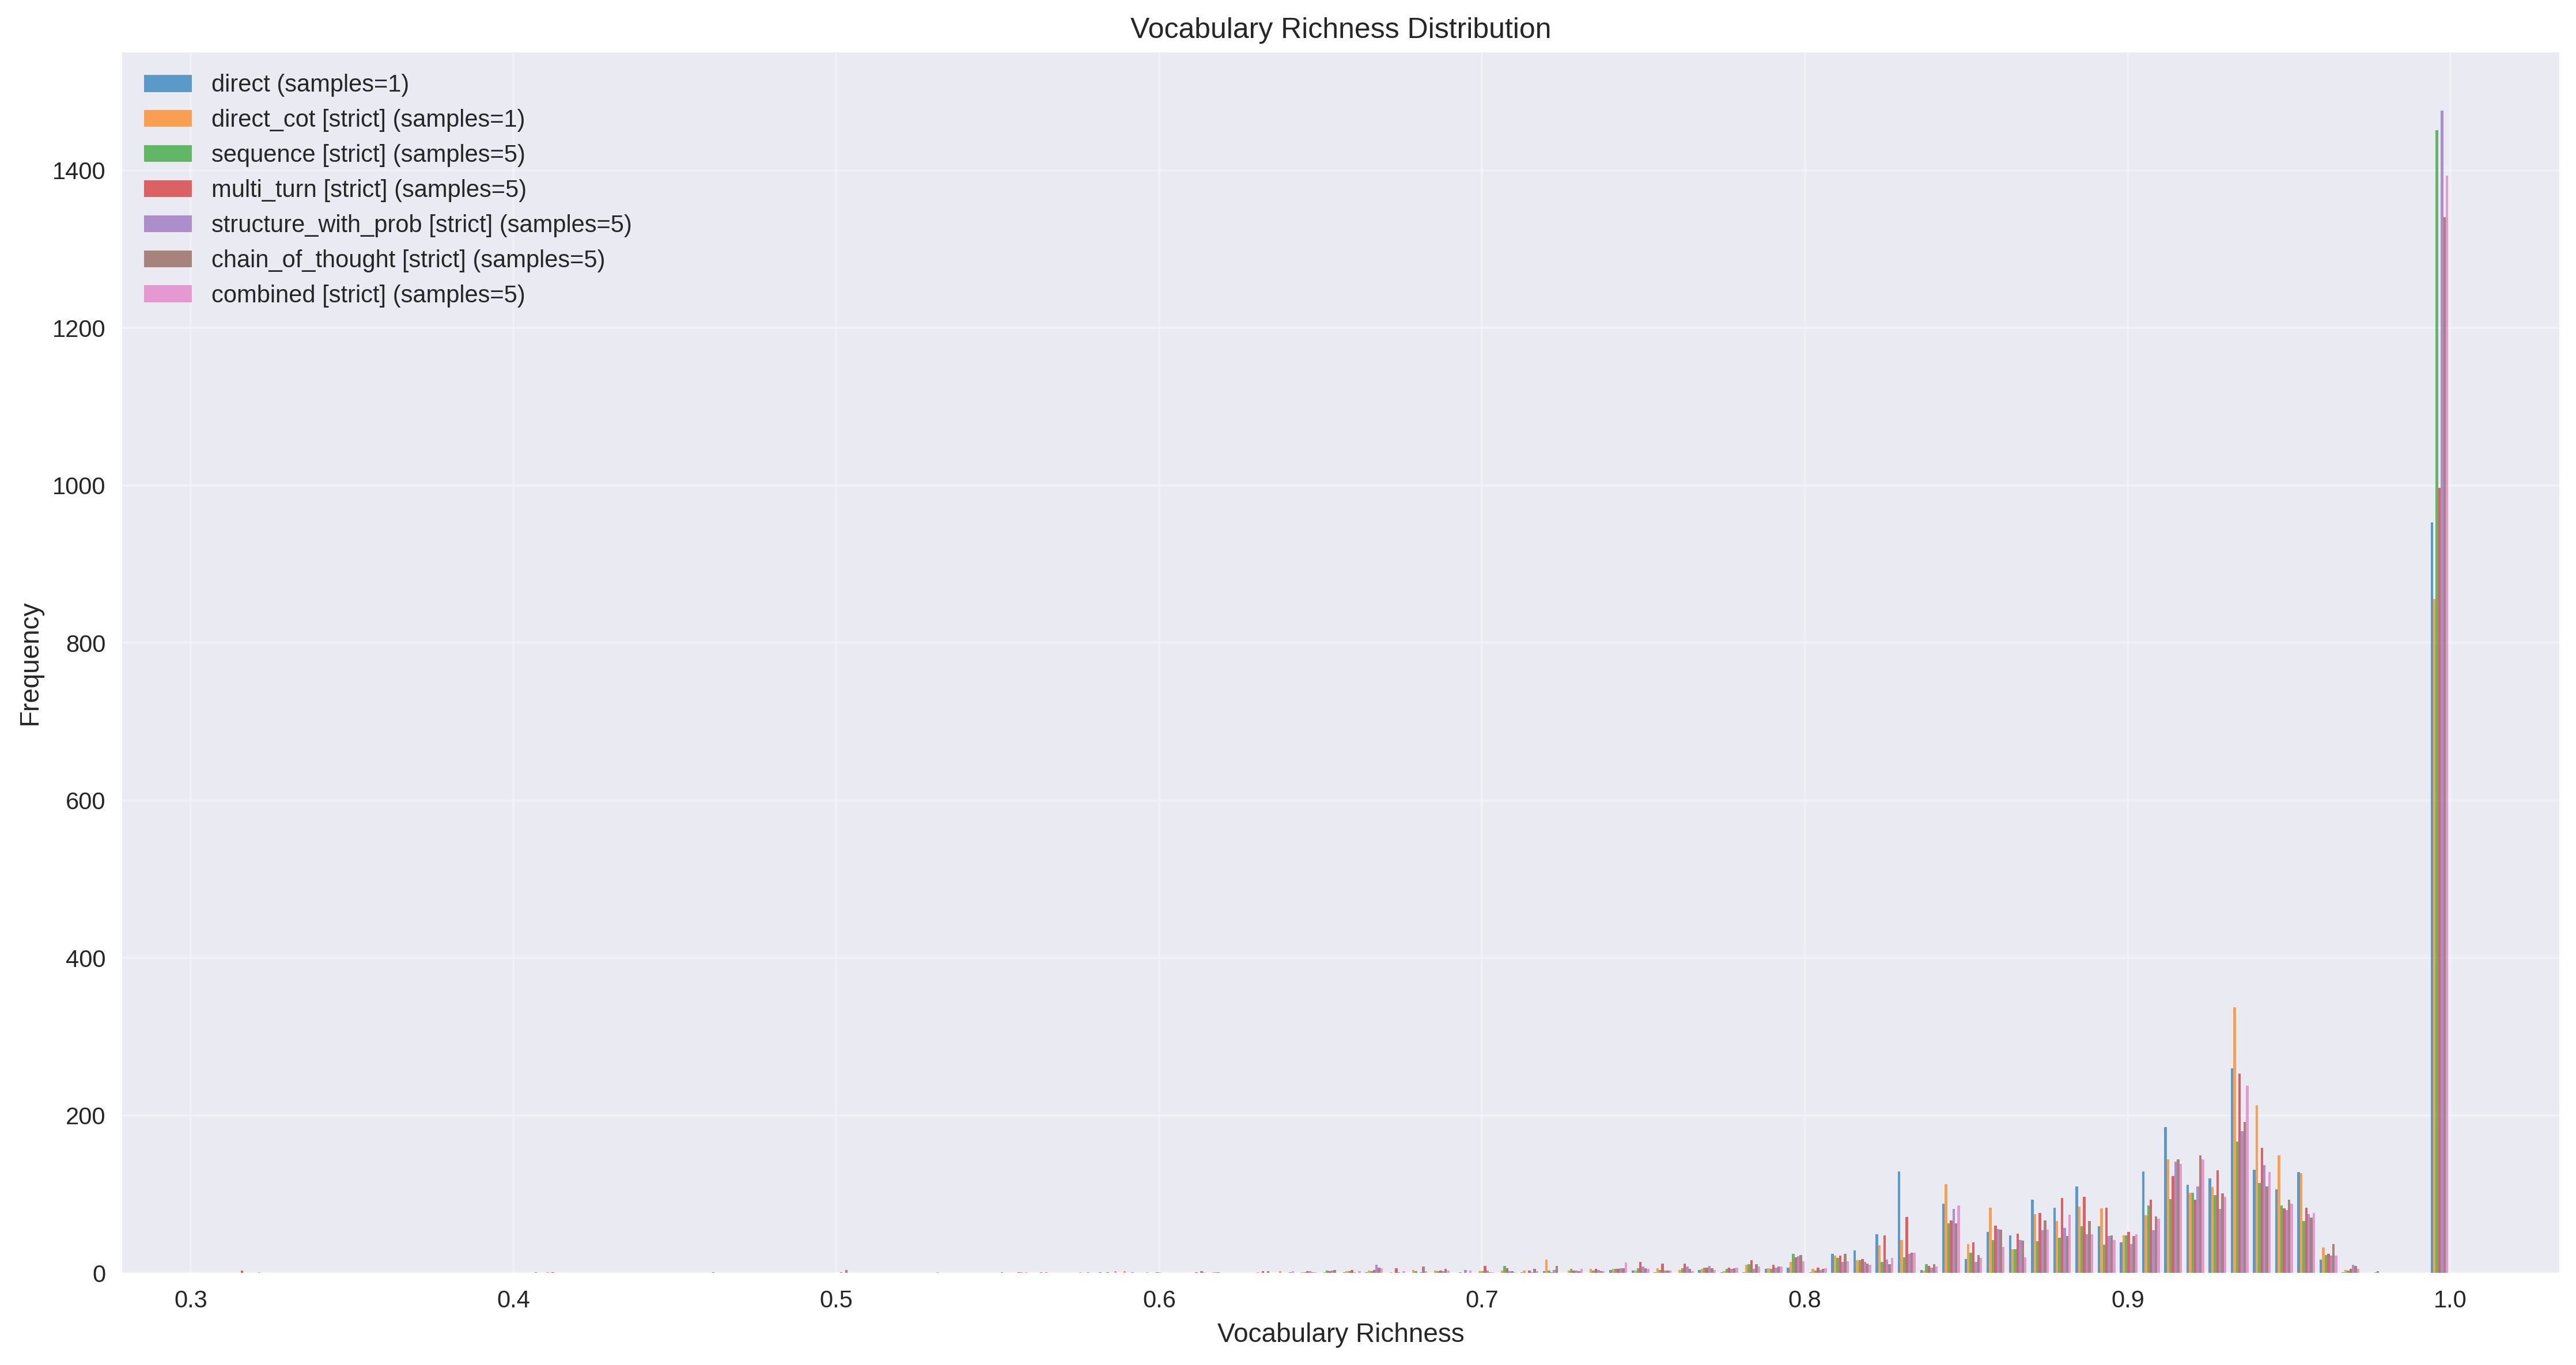 Vocabulary Richness Distribution
direct (samples=1)
direct_cot [strict] (samples=1)
sequence [strict] (samples=5)
multi_turn [strict] (samples=5)
structure_with_prob [strict] (samples=5)
chain_of_thought [strict] (samples=5)
combined [strict] (samples=5)
1400
1200
1000
800
600
400
200
0
Frequency
0.3 0.4 0.5 0.6 0.7 0.8 0.9 1.0
Vocabulary Richness